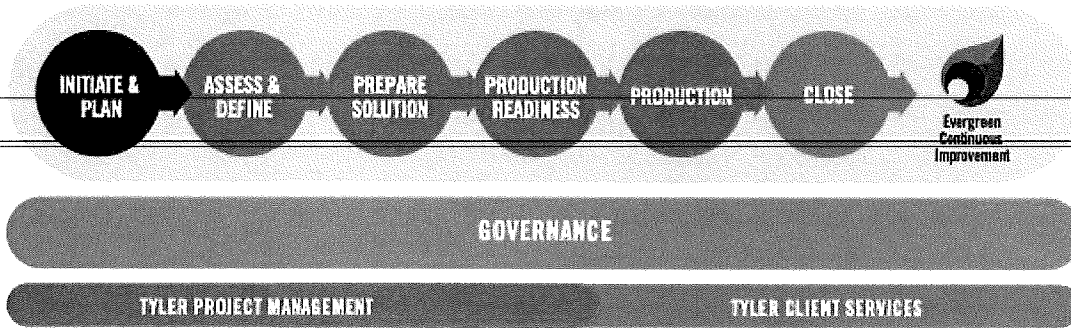 INITIATE &
PLAN
ASSESS &
DEFINE
PREPARE
SOLUTION
PRODUCTION
READINESS
PRODUCTION
CLOSE
Evergreen
Continuous
Improvement
GOVERNANCE
TYLER PROJECT MANAGEMENT
TYLER CLIENT SERVICES